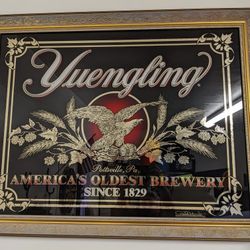 Yuengling
Pottsville, Pa.
AMERICA'S OLDEST BREWERY
SINCE 1829